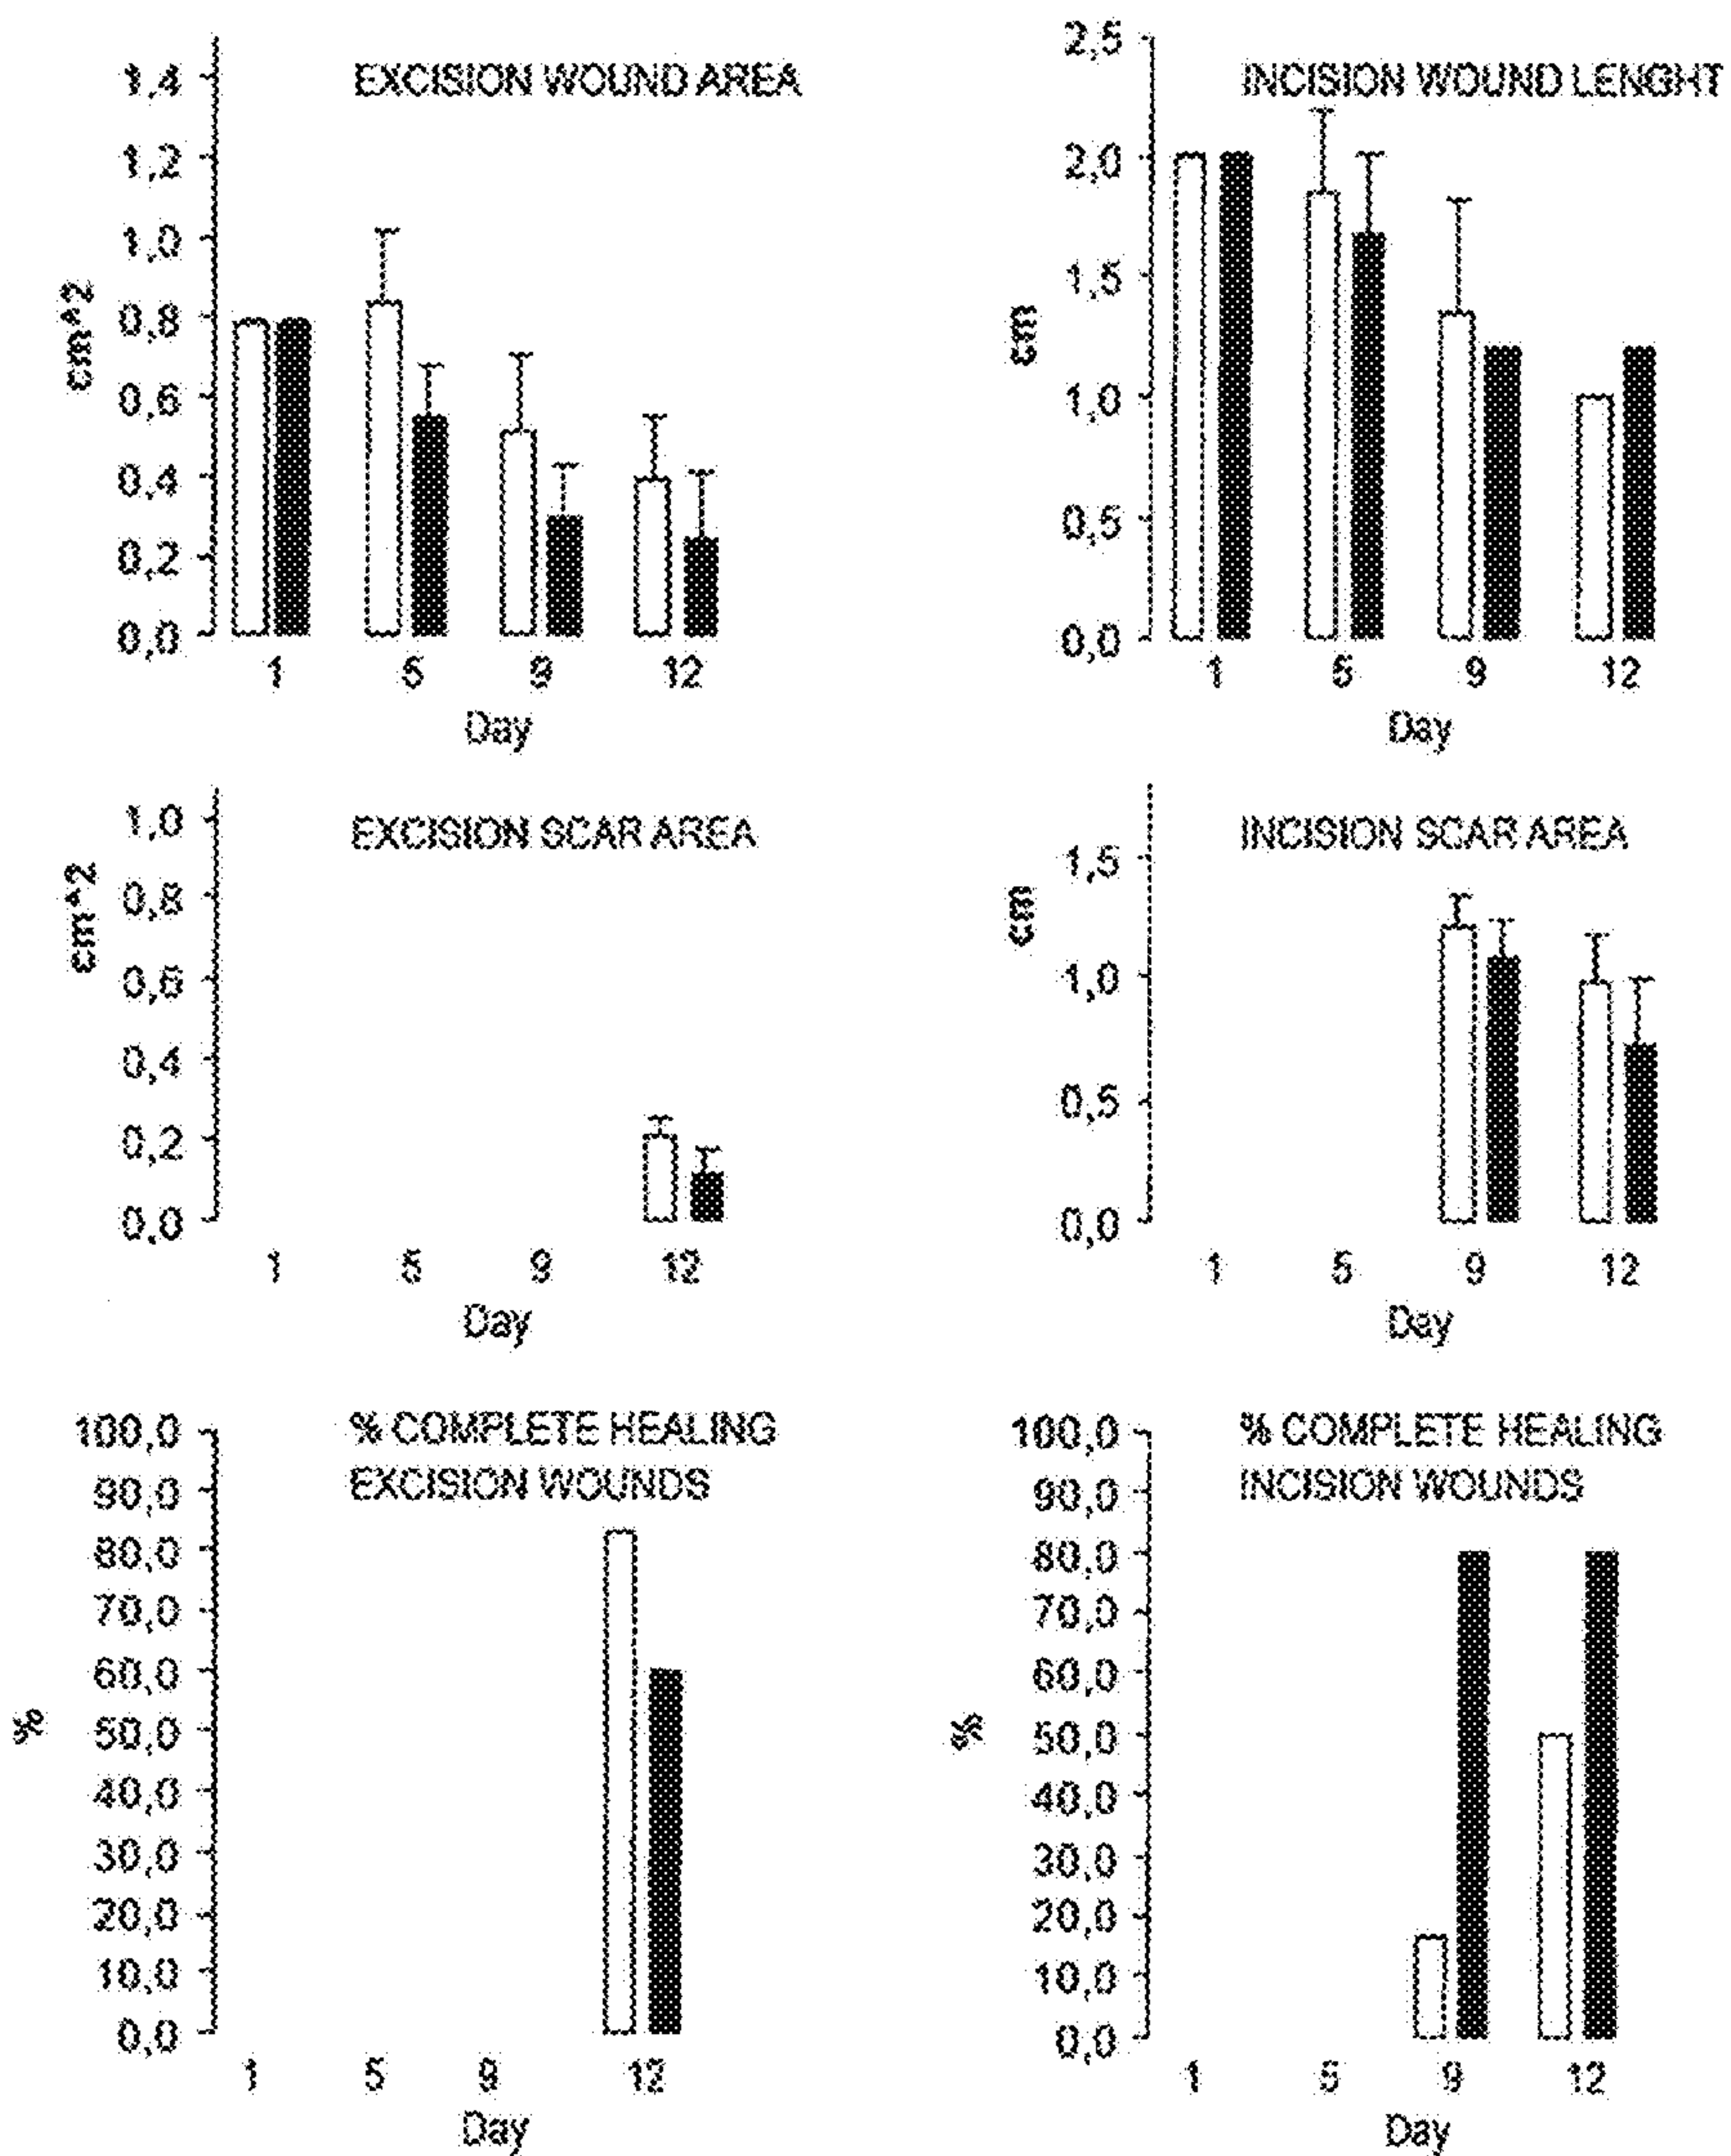 EXCISION WOUND AREA
cm^2
1,4
1,2
1,0
0,8
0,6
0,4
0,2
0,0
1 5 9 12
Day
INCISION WOUND LENGHT
cm
2,5
2,0
1,5
1,0
0,5
0,0
1 5 9 12
Day
EXCISION SCAR AREA
cm^2
1,0
0,8
0,6
0,4
0,2
0,0
1 5 9 12
Day
INCISION SCAR AREA
cm
1,5
1,0
0,5
0,0
1 5 9 12
Day
% COMPLETE HEALING
EXCISION WOUNDS
%
100,0
90,0
80,0
70,0
60,0
50,0
40,0
30,0
20,0
10,0
0,0
1 5 9 12
Day
% COMPLETE HEALING
INCISION WOUNDS
%
100,0
90,0
80,0
70,0
60,0
50,0
40,0
30,0
20,0
10,0
0,0
1 5 9 12
Day